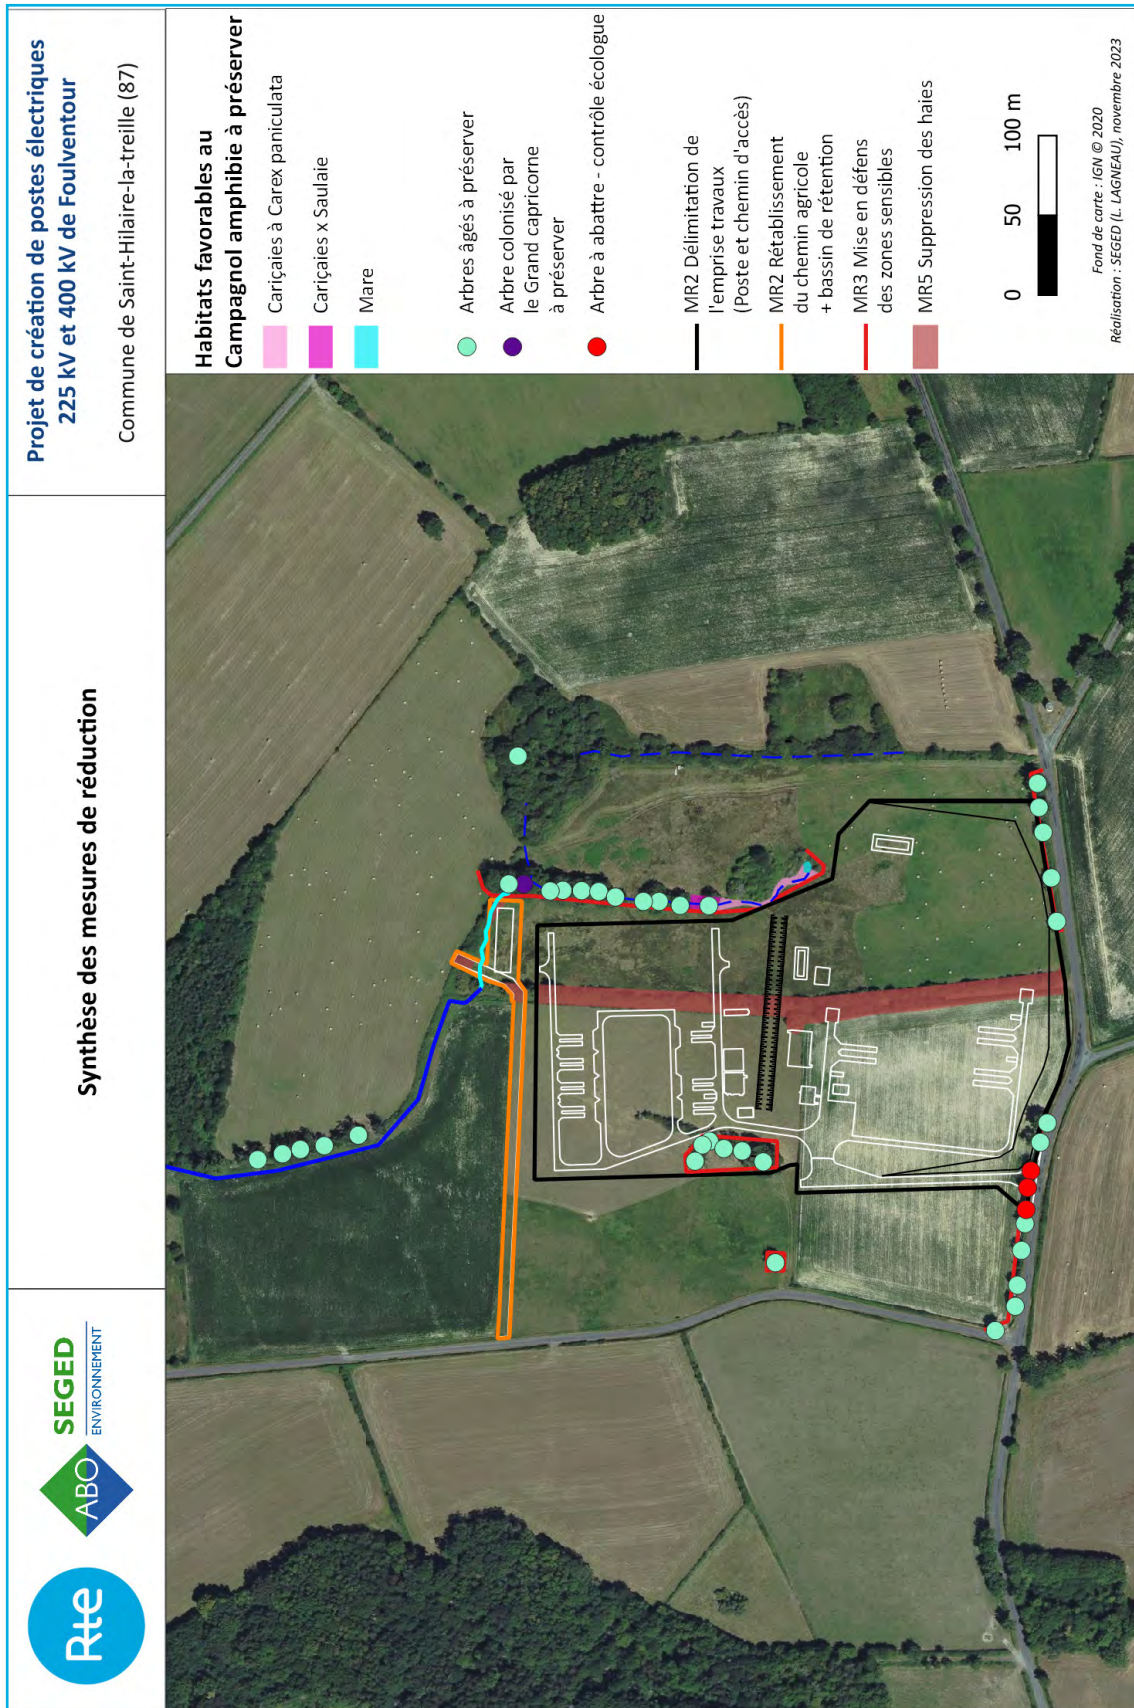 Rte
ABO
SEGED
ENVIRONNEMENT
Synthèse des mesures de réduction
Projet de création de postes électriques
225 kV et 400 kV de Foulventour
Commune de Saint-Hilaire-la-treille (87)
Habitats favorables au
Campagnol amphibie à préserver
Cariçaies à Carex paniculata
Cariçaies x Saulaie
Mare
Arbres âgés à préserver
Arbre colonisé par
le Grand capricorne
à préserver
Arbre à abattre - contrôle écologue
MR2 Délimitation de
l'emprise travaux
(Poste et chemin d'accès)
MR2 Rétablissement
du chemin agricole
+ bassin de rétention
MR3 Mise en défens
des zones sensibles
MR5 Suppression des haies
0 50 100 m
Fond de carte : IGN © 2020
Réalisation : SEGED (L. LAGNEAU), novembre 2023